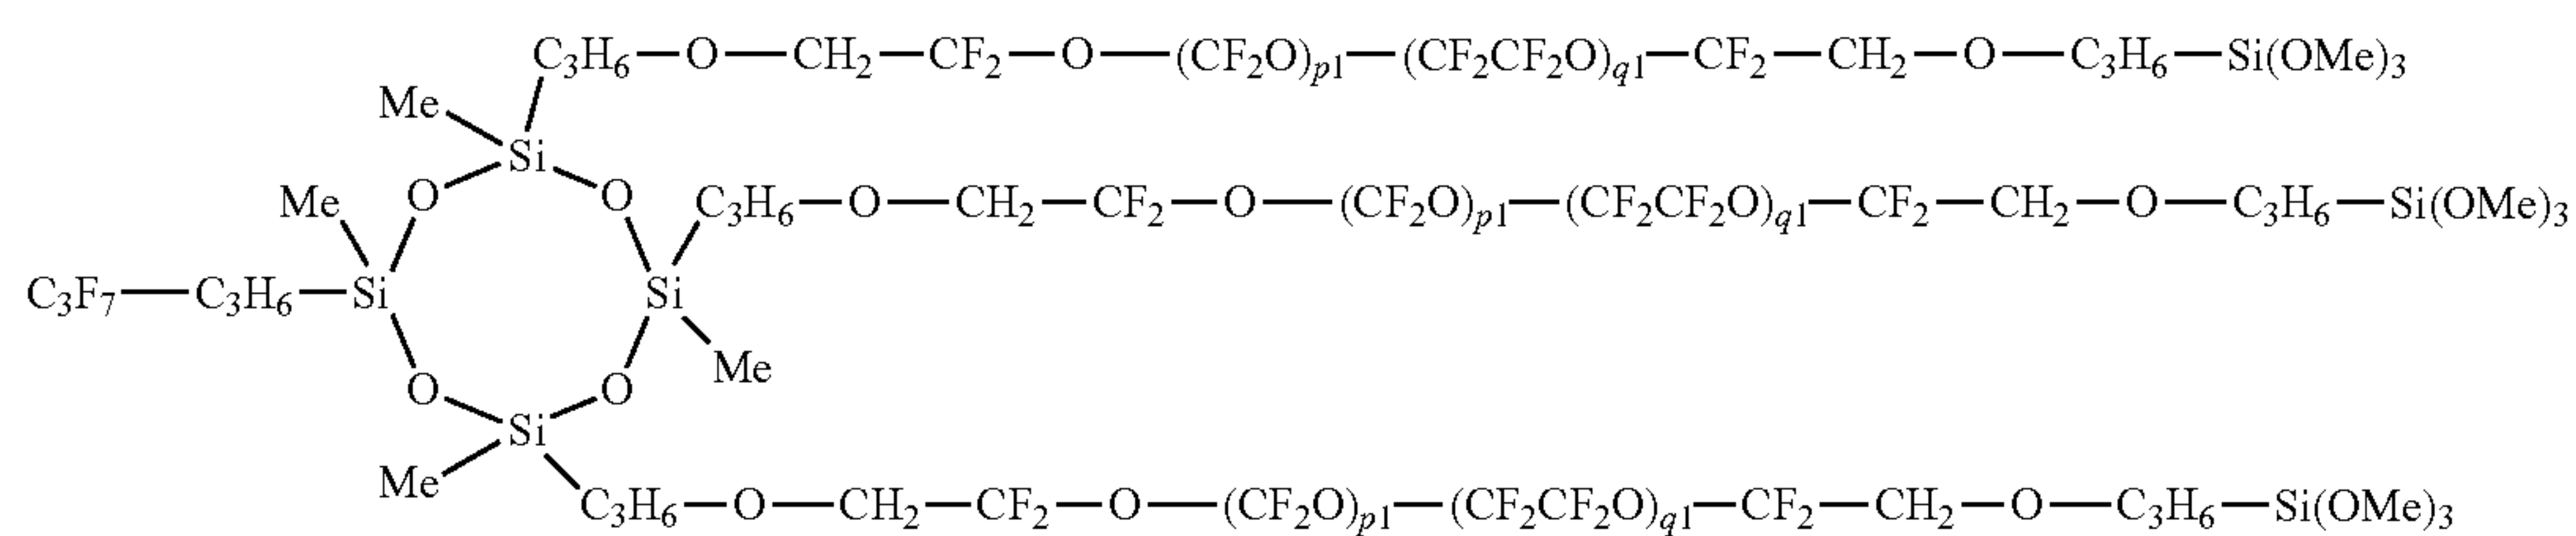 C3H6—O—CH2—CF2—O—(CF2O)p1—(CF2CF2O)q1—CF2—CH2—O—C3H6—Si(OMe)3
Me
Si
Me O O C3H6—O—CH2—CF2—O—(CF2O)p1—(CF2CF2O)q1—CF2—CH2—O—C3H6—Si(OMe)3
C3F7—C3H6—Si Si
Me
O O
Si
Me C3H6—O—CH2—CF2—O—(CF2O)p1—(CF2CF2O)q1—CF2—CH2—O—C3H6—Si(OMe)3